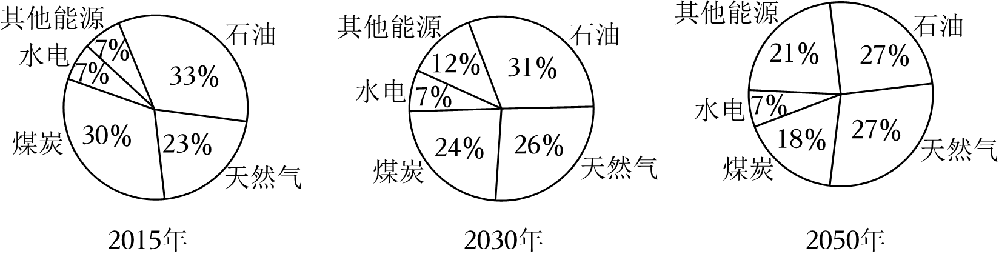 其他能源
7%
石油
33%
水电
7%
煤炭
30%
23%
天然气
2015年
其他能源
12%
石油
31%
水电
7%
煤炭
24%
26%
天然气
2030年
其他能源
21%
石油
27%
水电
7%
煤炭
18%
27%
天然气
2050年